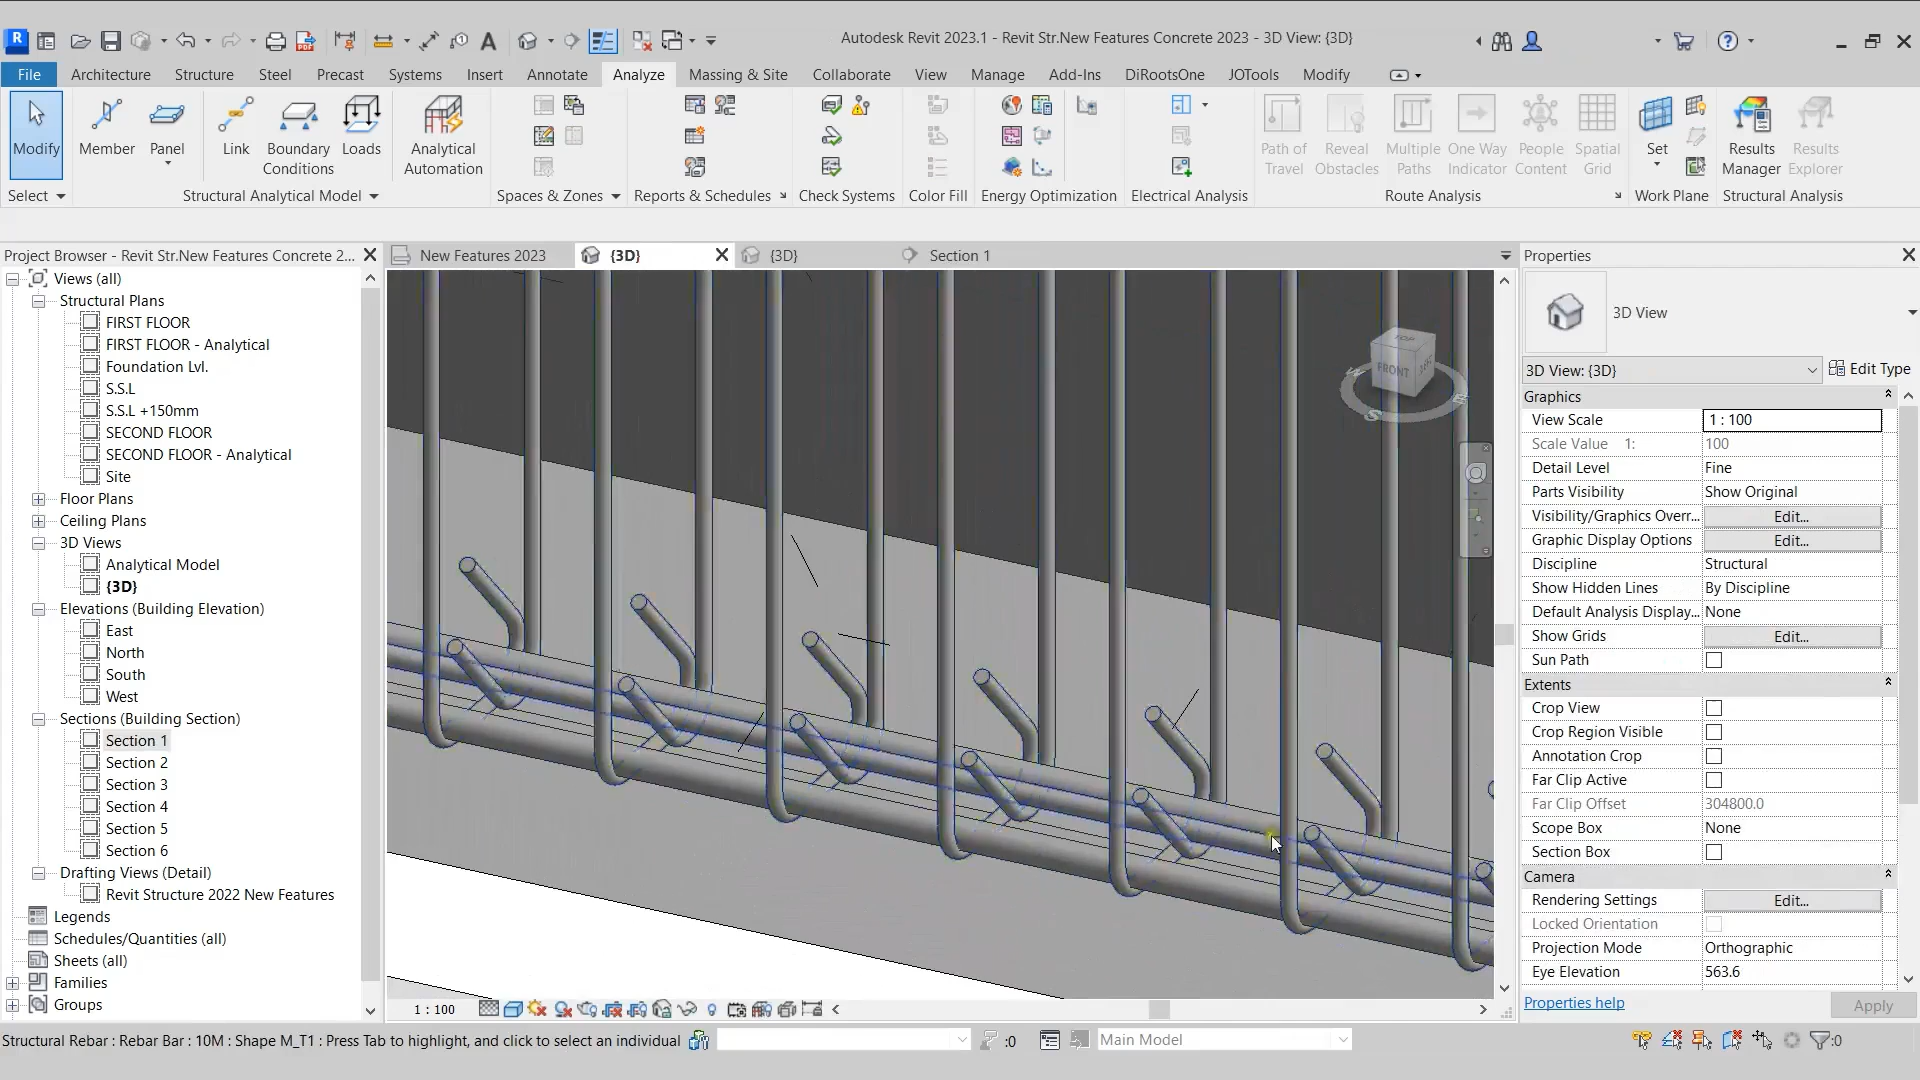 Autodesk Revit 2023.1 - Revit Str.New Features Concrete 2023 - 3D View: {3D}
File Architecture Structure Steel Precast Systems Insert Annotate Analyze Massing & Site Collaborate View Manage Add-Ins DiRootsOne JOTools Modify
Modify Member Panel Link Boundary Conditions Loads Analytical Automation Path of Travel Reveal Obstacles Multiple Paths One Way Indicator People Content Spatial Grid Set Results Manager Results Explorer
Select Structural Analytical Model Spaces & Zones Reports & Schedules Check Systems Color Fill Energy Optimization Electrical Analysis Route Analysis Work Plane Structural Analysis
Project Browser - Revit Str.New Features Concrete 2...
New Features 2023 {3D} {3D} Section 1
Views (all)
Structural Plans
FIRST FLOOR
FIRST FLOOR - Analytical
Foundation Lvl.
S.S.L
S.S.L +150mm
SECOND FLOOR
SECOND FLOOR - Analytical
Site
Floor Plans
Ceiling Plans
3D Views
Analytical Model
{3D}
Elevations (Building Elevation)
East
North
South
West
Sections (Building Section)
Section 1
Section 2
Section 3
Section 4
Section 5
Section 6
Drafting Views (Detail)
Revit Structure 2022 New Features
Legends
Schedules/Quantities (all)
Sheets (all)
Families
Groups
TOP
FRONT
S
Properties
3D View
3D View: {3D} Edit Type
Graphics
View Scale 1 : 100
Scale Value 1: 100
Detail Level Fine
Parts Visibility Show Original
Visibility/Graphics Overr... Edit...
Graphic Display Options Edit...
Discipline Structural
Show Hidden Lines By Discipline
Default Analysis Display... None
Show Grids Edit...
Sun Path
Extents
Crop View
Crop Region Visible
Annotation Crop
Far Clip Active
Far Clip Offset 304800.0
Scope Box None
Section Box
Camera
Rendering Settings Edit...
Locked Orientation
Projection Mode Orthographic
Eye Elevation 563.6
Properties help Apply
1 : 100
Structural Rebar : Rebar Bar : 10M : Shape M_T1 : Press Tab to highlight, and click to select an individual :0 Main Model :0